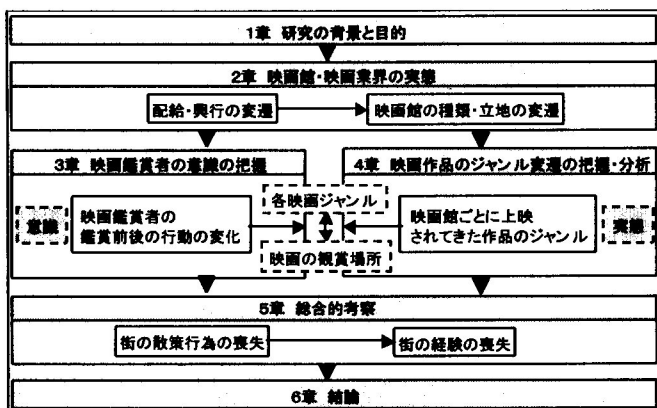 1章 研究の背景と目的
2章 映画館・映画業界の実態
配給・興行の変遷
映画館の種類・立地の変遷
3章 映画鑑賞者の意識の把握
4章 映画作品のジャンル変遷の把握・分析
各映画ジャンル
意識
映画鑑賞者の
鑑賞前後の行動の変化
映画館ごとに上映
されてきた作品のジャンル
実態
映画の観賞場所
5章 総合的考察
街の散策行為の喪失
街の経験の喪失
6章 結論